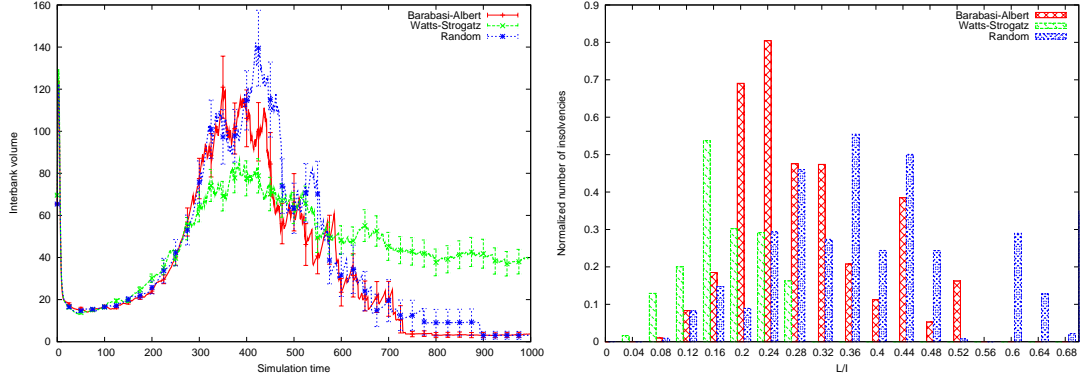 160
140
120
100
80
60
40
20
0
Interbank volume
0 100 200 300 400 500 600 700 800 900 1000
Simulation time
Barabasi-Albert
Watts-Strogatz
Random
0.9
0.8
0.7
0.6
0.5
0.4
0.3
0.2
0.1
0
Normalized number of insolvencies
0.04 0.08 0.12 0.16 0.2 0.24 0.28 0.32 0.36 0.4 0.44 0.48 0.52 0.6 0.64 0.68
L/I
Barabasi-Albert
Watts-Strogatz
Random